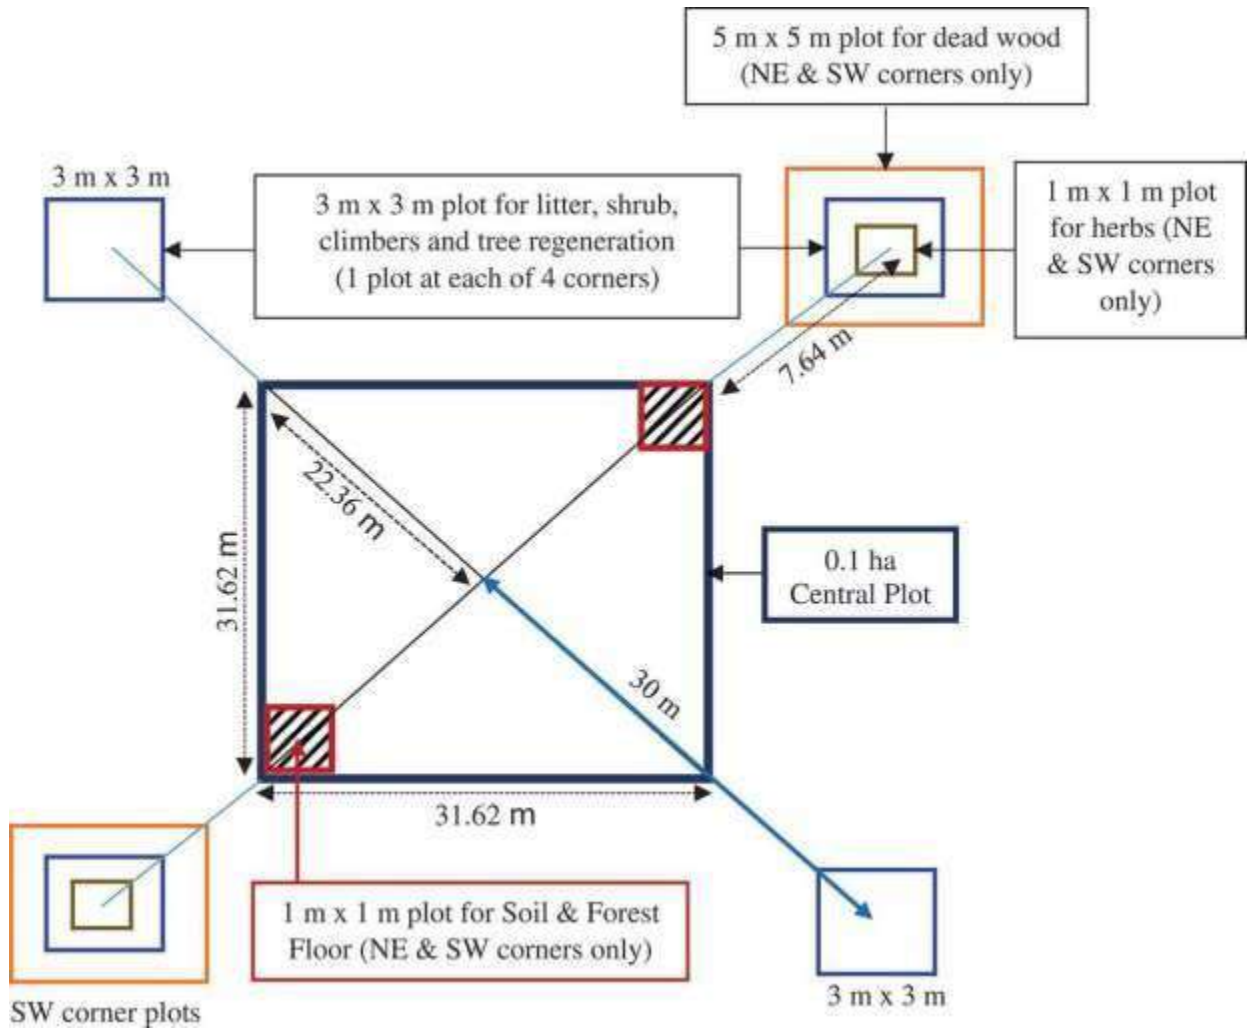 5 m x 5 m plot for dead wood
(NE & SW corners only)
3 m x 3 m
3 m x 3 m plot for litter, shrub,
climbers and tree regeneration
(1 plot at each of 4 corners)
1 m x 1 m plot
for herbs (NE
& SW corners
only)
7.64 m
22.36 m
31.62 m
0.1 ha
Central Plot
30 m
31.62 m
1 m x 1 m plot for Soil & Forest
Floor (NE & SW corners only)
3 m x 3 m
SW corner plots